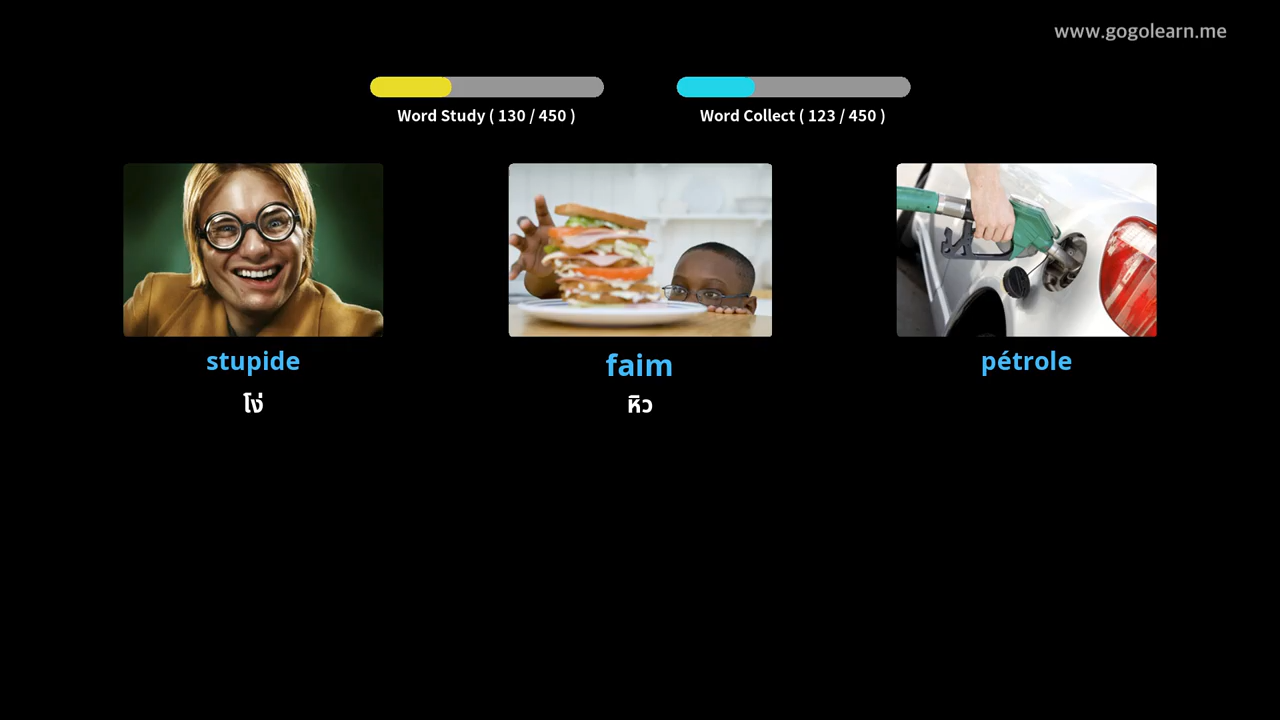 www.gogolearn.me
Word Study ( 130 / 450 )
Word Collect ( 123 / 450 )
stupide
faim
pétrole
โง่
หิว